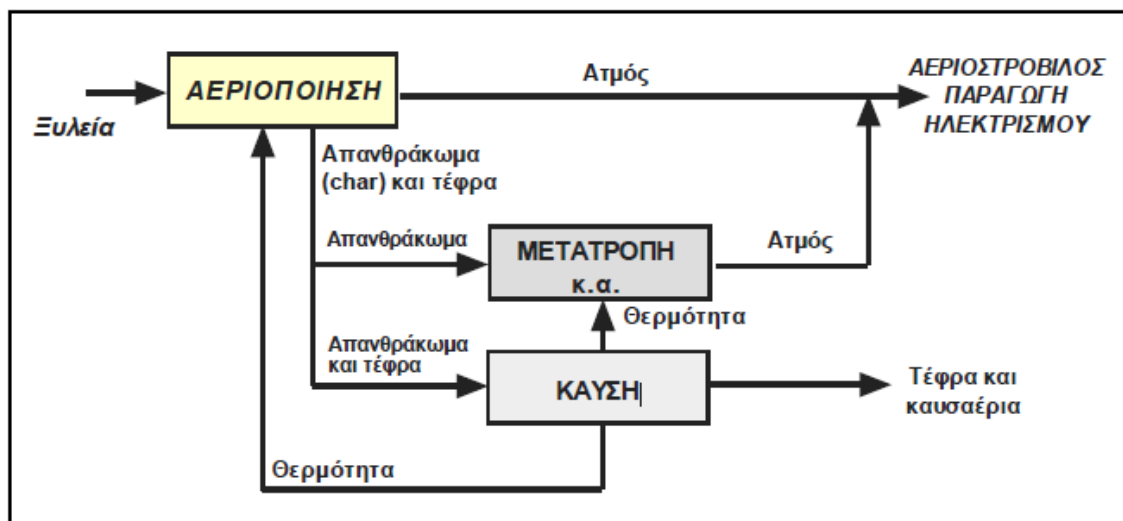 Ξυλεία
ΑΕΡΙΟΠΟΙΗΣΗ
Ατμός
ΑΕΡΙΟΣΤΡΟΒΙΛΟΣ
ΠΑΡΑΓΩΓΗ
ΗΛΕΚΤΡΙΣΜΟΥ
Απανθράκωμα
(char) και τέφρα
Απανθράκωμα
ΜΕΤΑΤΡΟΠΗ
κ.α.
Ατμός
Θερμότητα
Απανθράκωμα
και τέφρα
ΚΑΥΣΗ
Τέφρα και
καυσαέρια
Θερμότητα